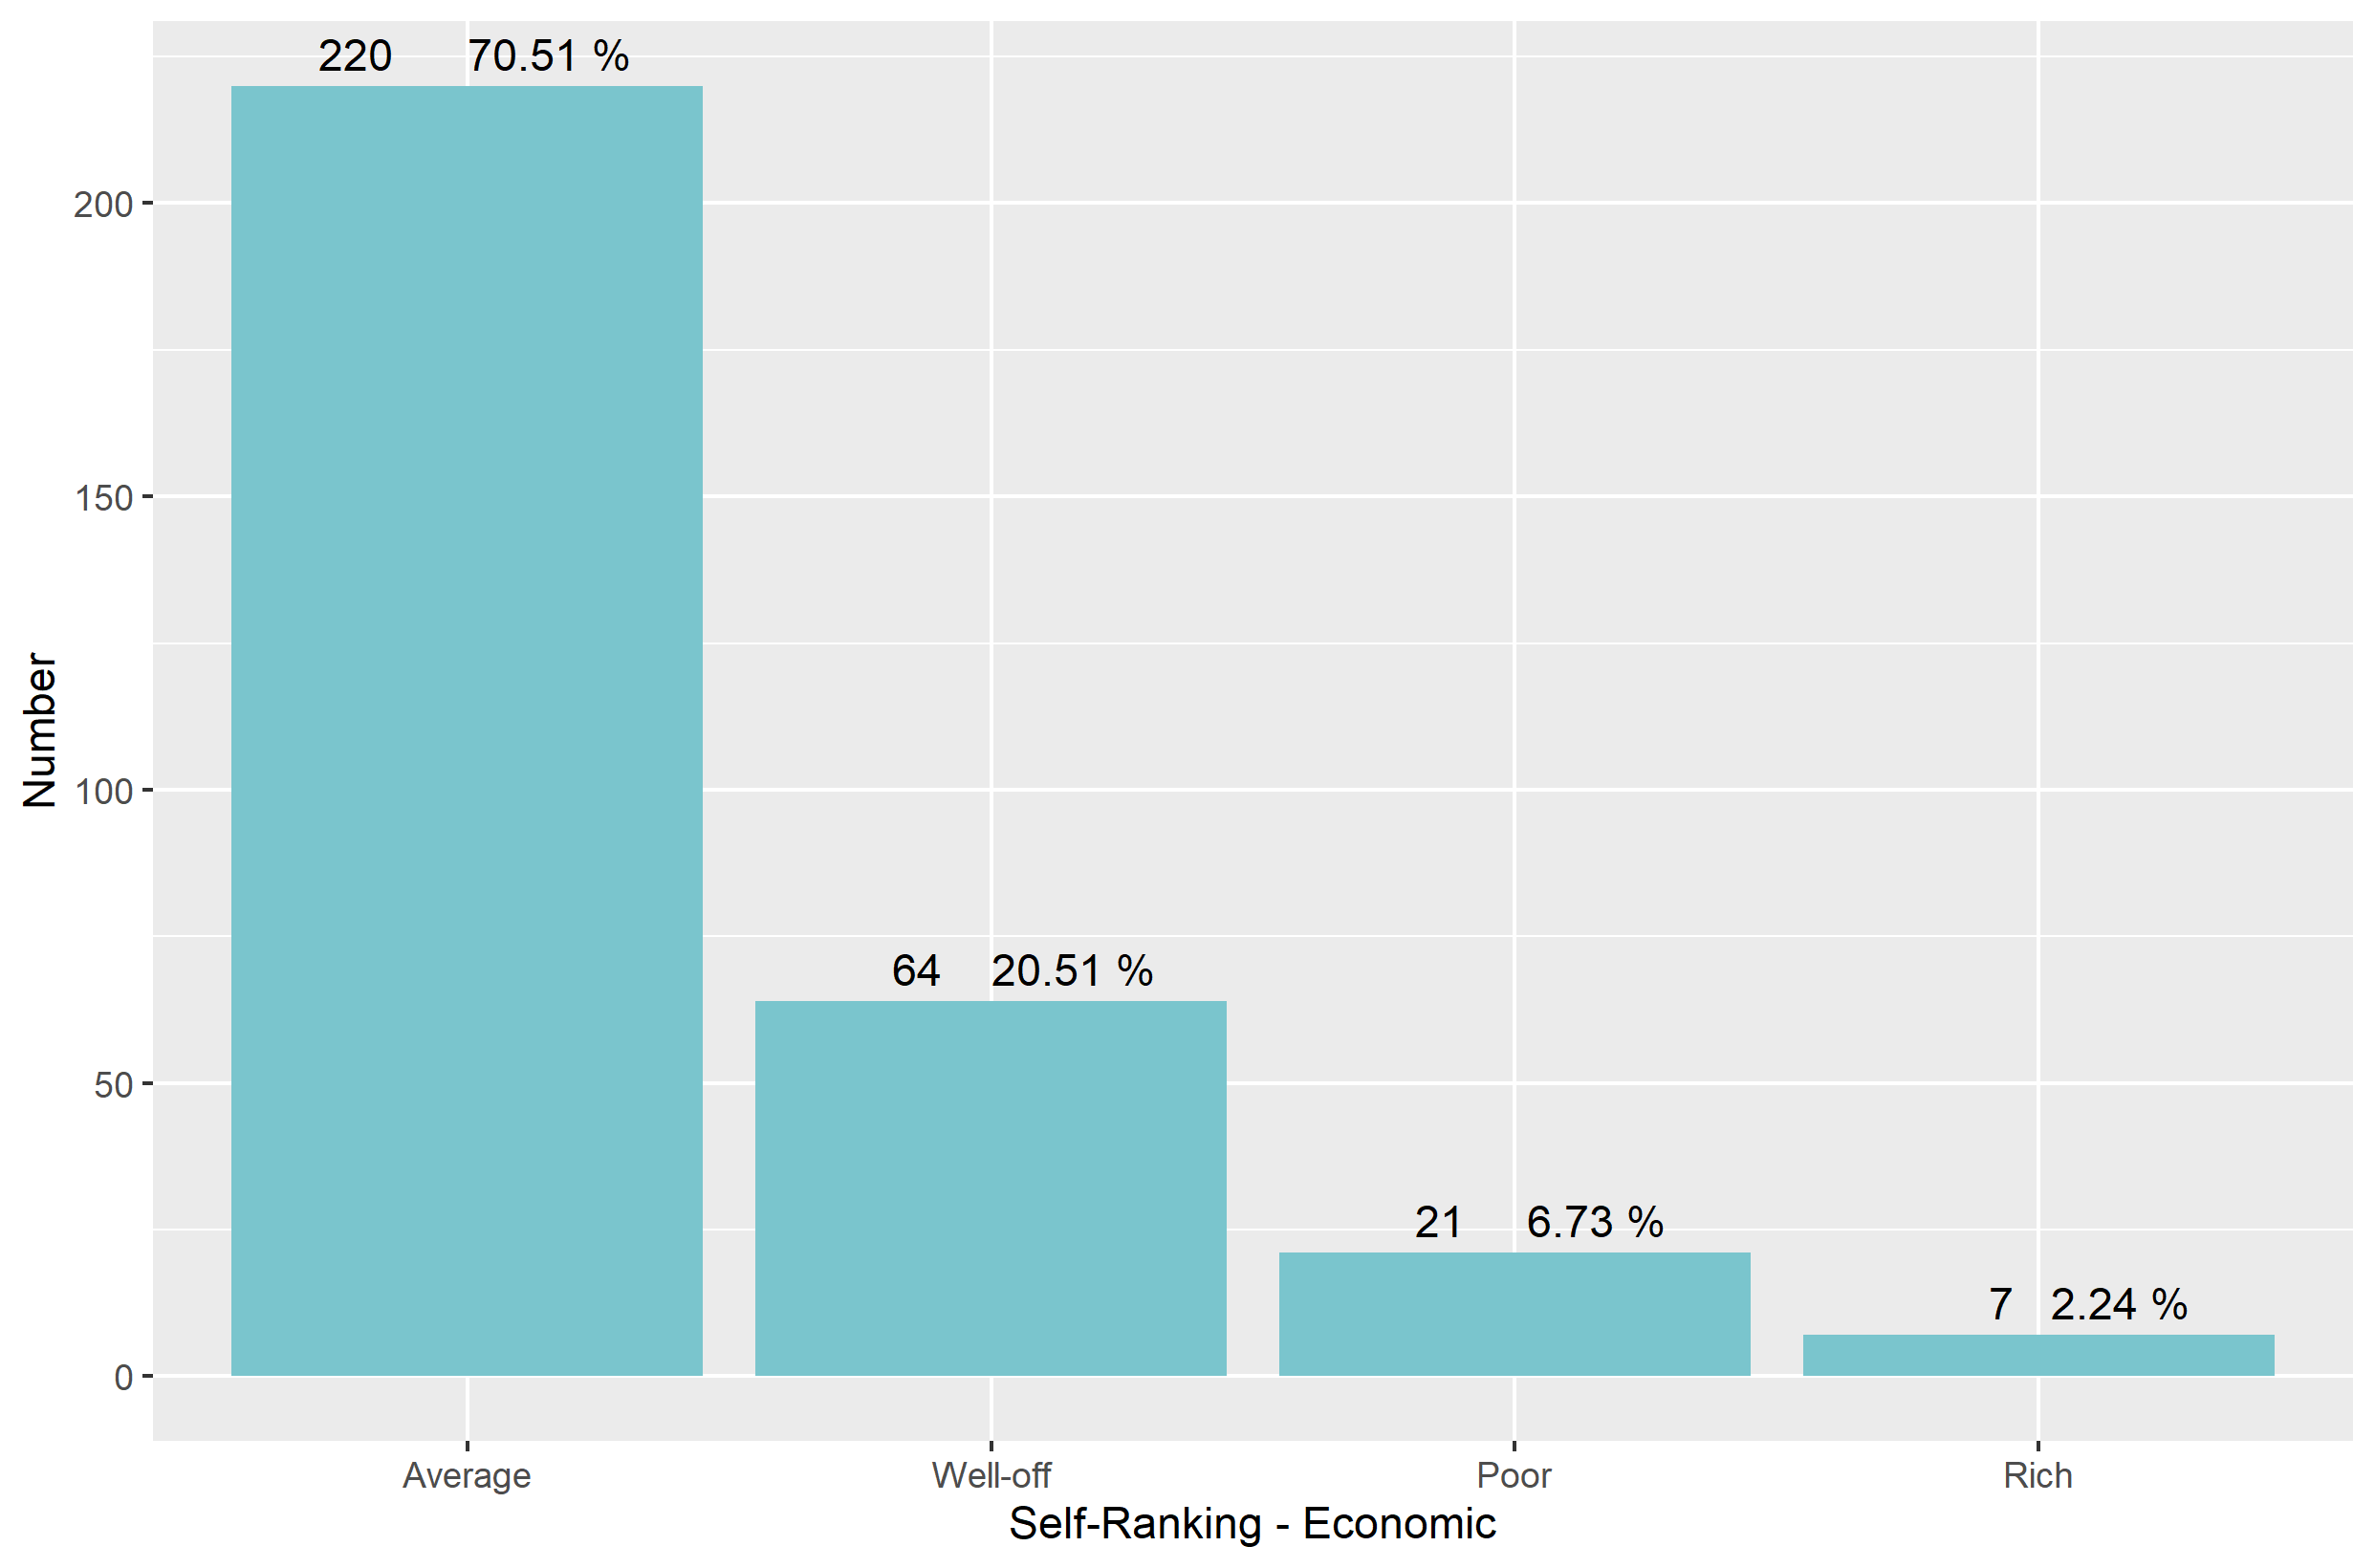 220 70.51 %
200
150
Number
100
64 20.51 %
50
21 6.73 %
7 2.24 %
0
Average Well-off Poor Rich
Self-Ranking - Economic